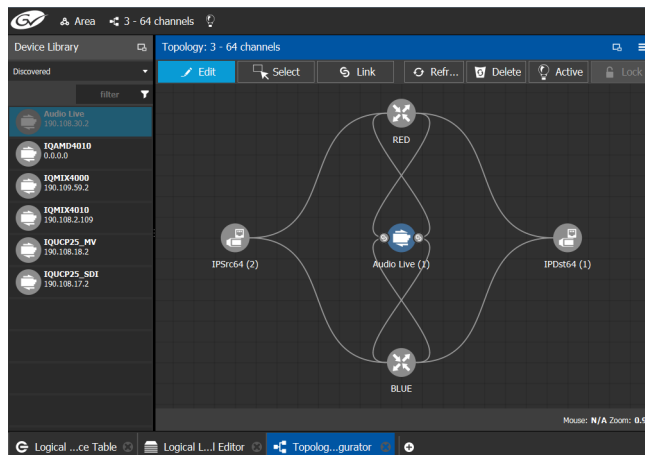 GV Area 3 - 64 channels
Device Library
Topology: 3 - 64 channels
Discovered
Edit Select Link Refr... Delete Active Lock
filter
Audio Live
190.108.30.2
IQAMD4010
0.0.0.0
IQMIX4000
190.109.59.2
IQMIX4010
190.108.2.109
IQUCP25_MV
190.108.18.2
IQUCP25_SDI
190.108.17.2
RED
IPSrc64 (2)
Audio Live (1)
IPDst64 (1)
BLUE
Mouse: N/A Zoom: 0.9
Logical ...ce Table Logical L...l Editor Topolog...gurator